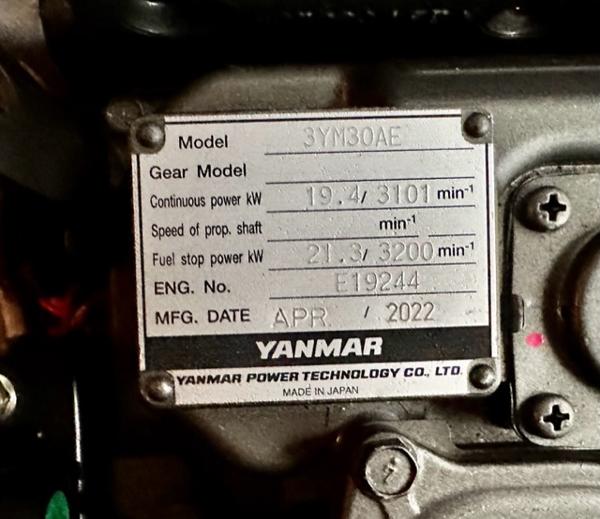 Model 3YM30AE
Gear Model
Continuous power kW 19.4/ 3101 min-1
Speed of prop. shaft min-1
Fuel stop power kW 21.3/ 3200 min-1
ENG. No. E19244
MFG. DATE APR. / 2022
YANMAR
YANMAR POWER TECHNOLOGY CO., LTD.
MADE IN JAPAN